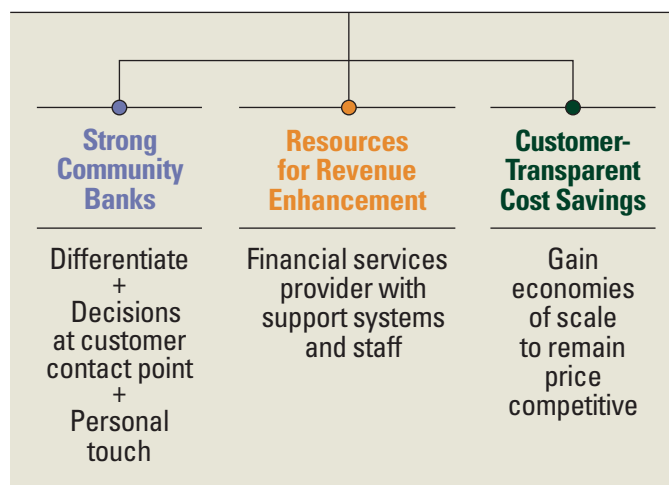 Strong
Community
Banks
Differentiate
+
Decisions
at customer
contact point
+
Personal
touch
Resources
for Revenue
Enhancement
Financial services
provider with
support systems
and staff
Customer-
Transparent
Cost Savings
Gain
economies
of scale
to remain
price
competitive